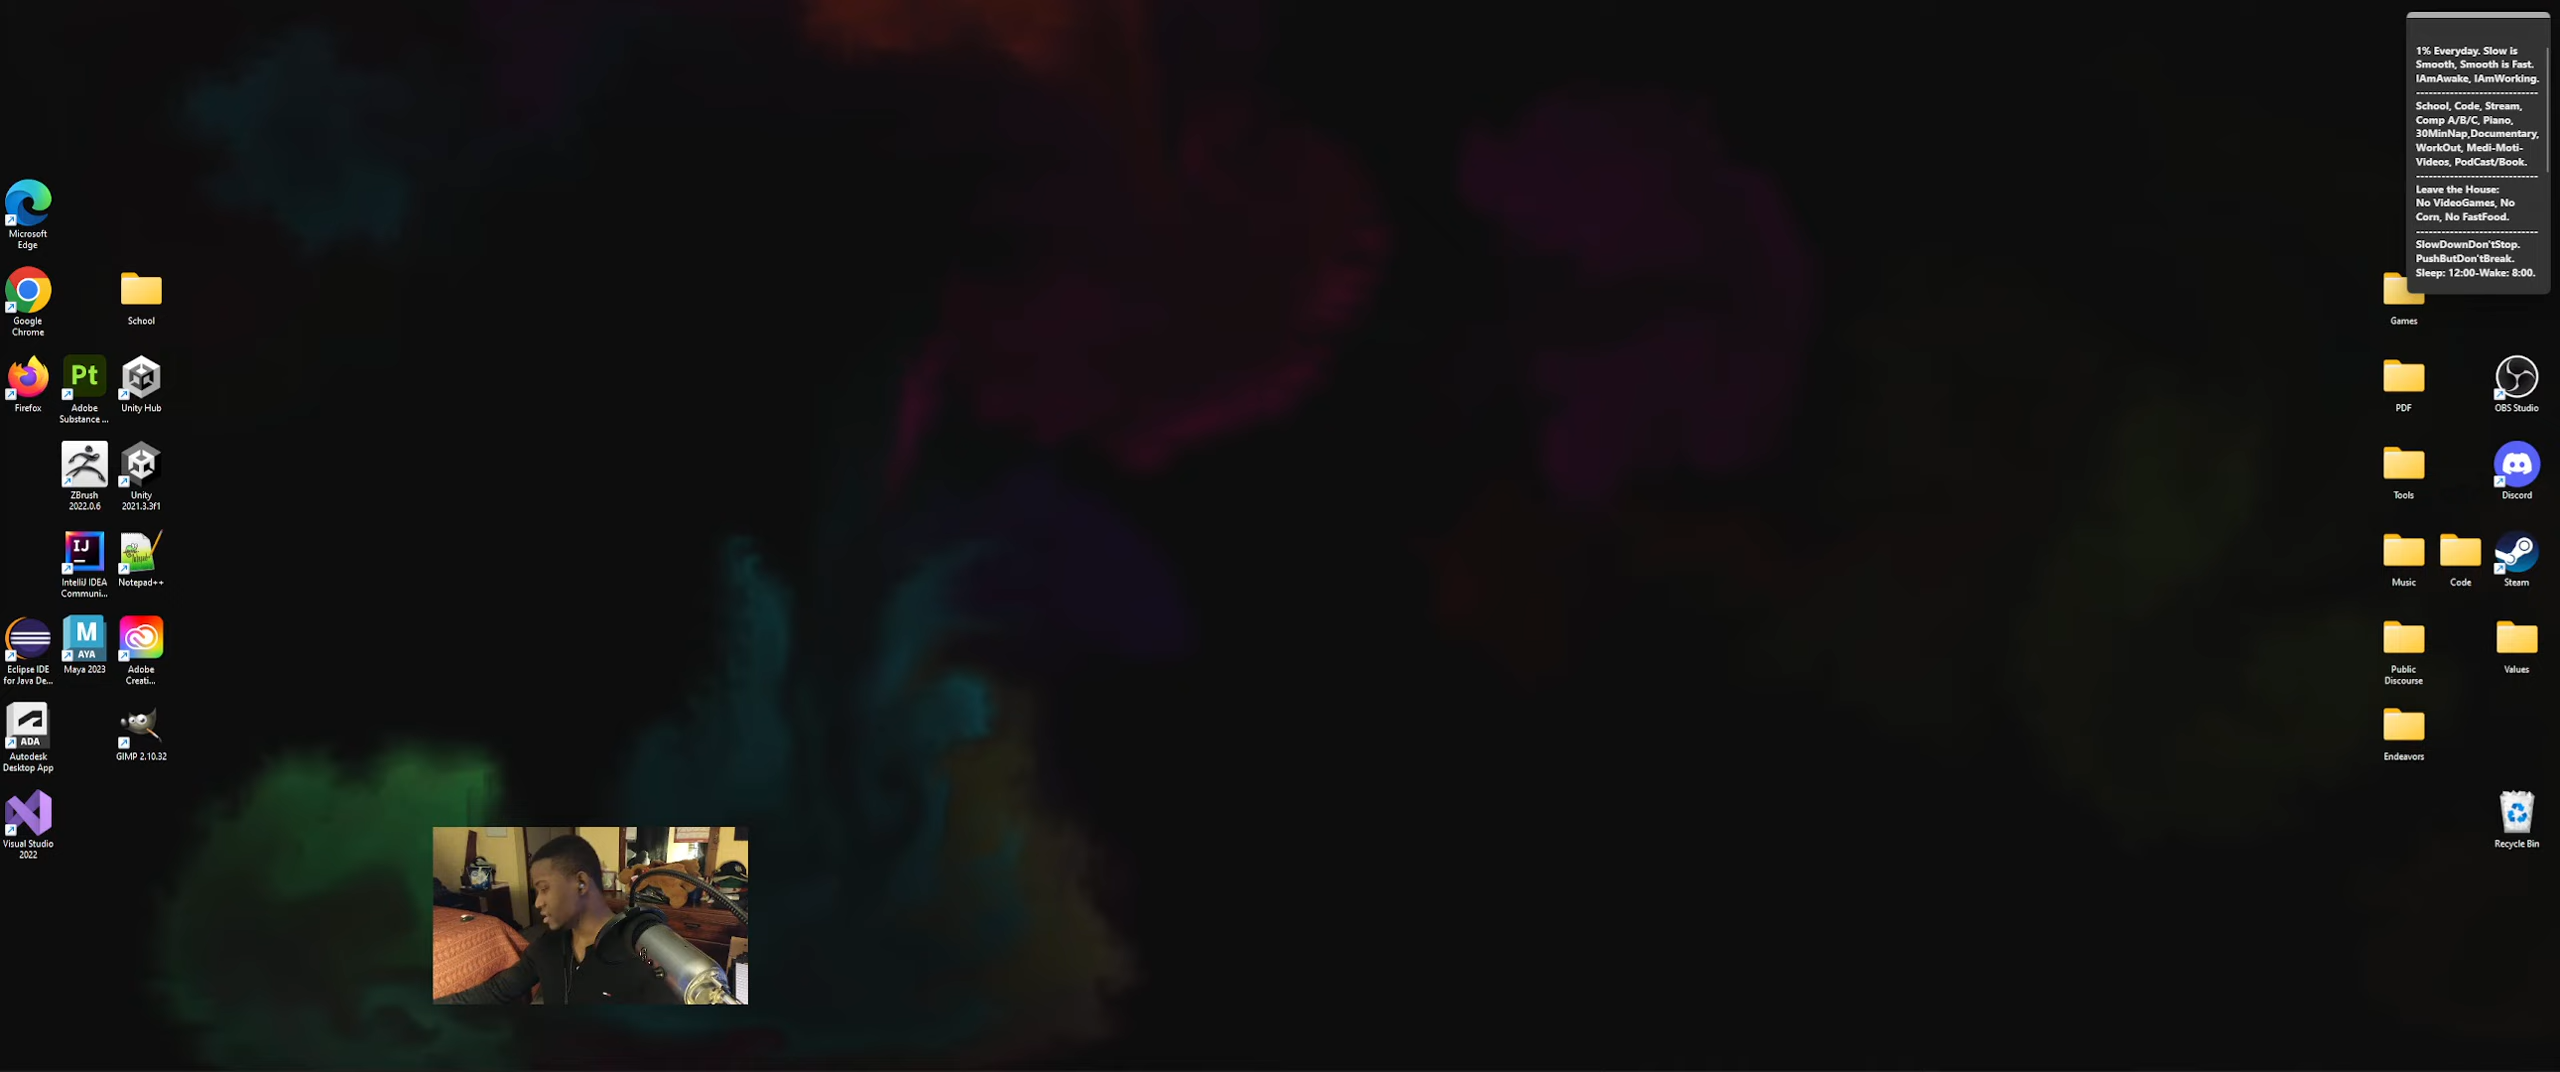 1% Everyday. Slow is
Smooth, Smooth is Fast.
IAmAwake, IAmWorking.
------------------------------
School, Code, Stream,
Comp A/B/C, Piano,
30MinNap,Documentary,
WorkOut, Medi-Moti-
Videos, PodCast/Book.
------------------------------
Leave the House:
No VideoGames, No
Corn, No FastFood.
------------------------------
SlowDownDon'tStop.
PushButDon'tBreak.
Sleep: 12:00-Wake: 8:00.
Microsoft
Edge
Google
Chrome
School
Firefox
Pt
Adobe
Substance ...
Unity Hub
ZBrush
2022.0.6
Unity
2021.3.3f1
IJ
IntelliJ IDEA
Communi...
Notepad++
Eclipse IDE
for Java De...
M
AYA
Maya 2023
Adobe
Creati...
ADA
Autodesk
Desktop App
GIMP 2.10.32
Visual Studio
2022
Games
PDF
OBS Studio
Tools
Discord
Music
Code
Steam
Public
Discourse
Values
Endeavors
Recycle Bin